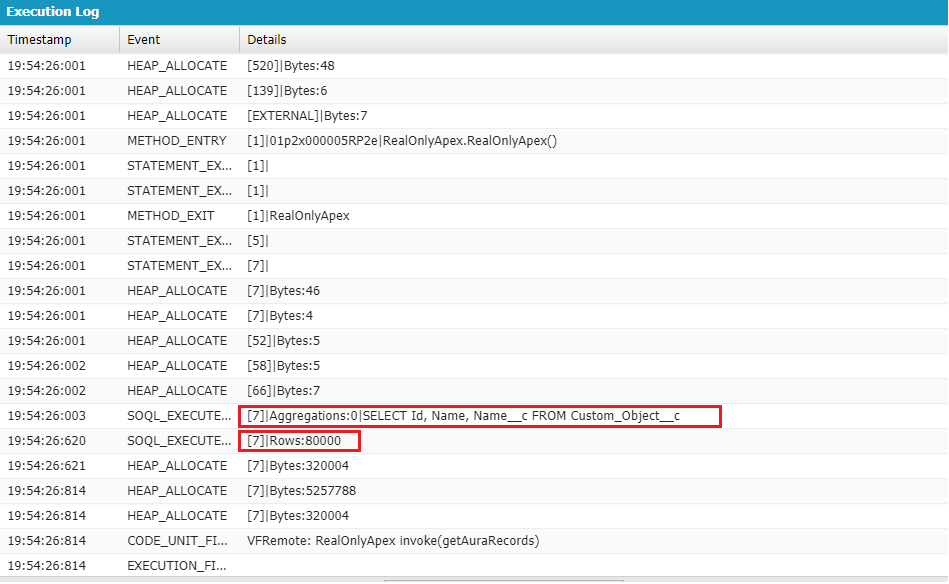 Execution Log
Timestamp Event Details
19:54:26:001 HEAP_ALLOCATE [520]|Bytes:48
19:54:26:001 HEAP_ALLOCATE [139]|Bytes:6
19:54:26:001 HEAP_ALLOCATE [EXTERNAL]|Bytes:7
19:54:26:001 METHOD_ENTRY [1]|01p2x000005RP2e|RealOnlyApex.RealOnlyApex()
19:54:26:001 STATEMENT_EX... [1]|
19:54:26:001 STATEMENT_EX... [1]|
19:54:26:001 METHOD_EXIT [1]|RealOnlyApex
19:54:26:001 STATEMENT_EX... [5]|
19:54:26:001 STATEMENT_EX... [7]|
19:54:26:001 HEAP_ALLOCATE [7]|Bytes:46
19:54:26:001 HEAP_ALLOCATE [7]|Bytes:4
19:54:26:001 HEAP_ALLOCATE [52]|Bytes:5
19:54:26:002 HEAP_ALLOCATE [58]|Bytes:5
19:54:26:002 HEAP_ALLOCATE [66]|Bytes:7
19:54:26:003 SOQL_EXECUTE... [7]|Aggregations:0|SELECT Id, Name, Name__c FROM Custom_Object__c
19:54:26:620 SOQL_EXECUTE... [7]|Rows:80000
19:54:26:621 HEAP_ALLOCATE [7]|Bytes:320004
19:54:26:814 HEAP_ALLOCATE [7]|Bytes:5257788
19:54:26:814 HEAP_ALLOCATE [7]|Bytes:320004
19:54:26:814 CODE_UNIT_FI... VFRemote: RealOnlyApex invoke(getAuraRecords)
19:54:26:814 EXECUTION_FI...